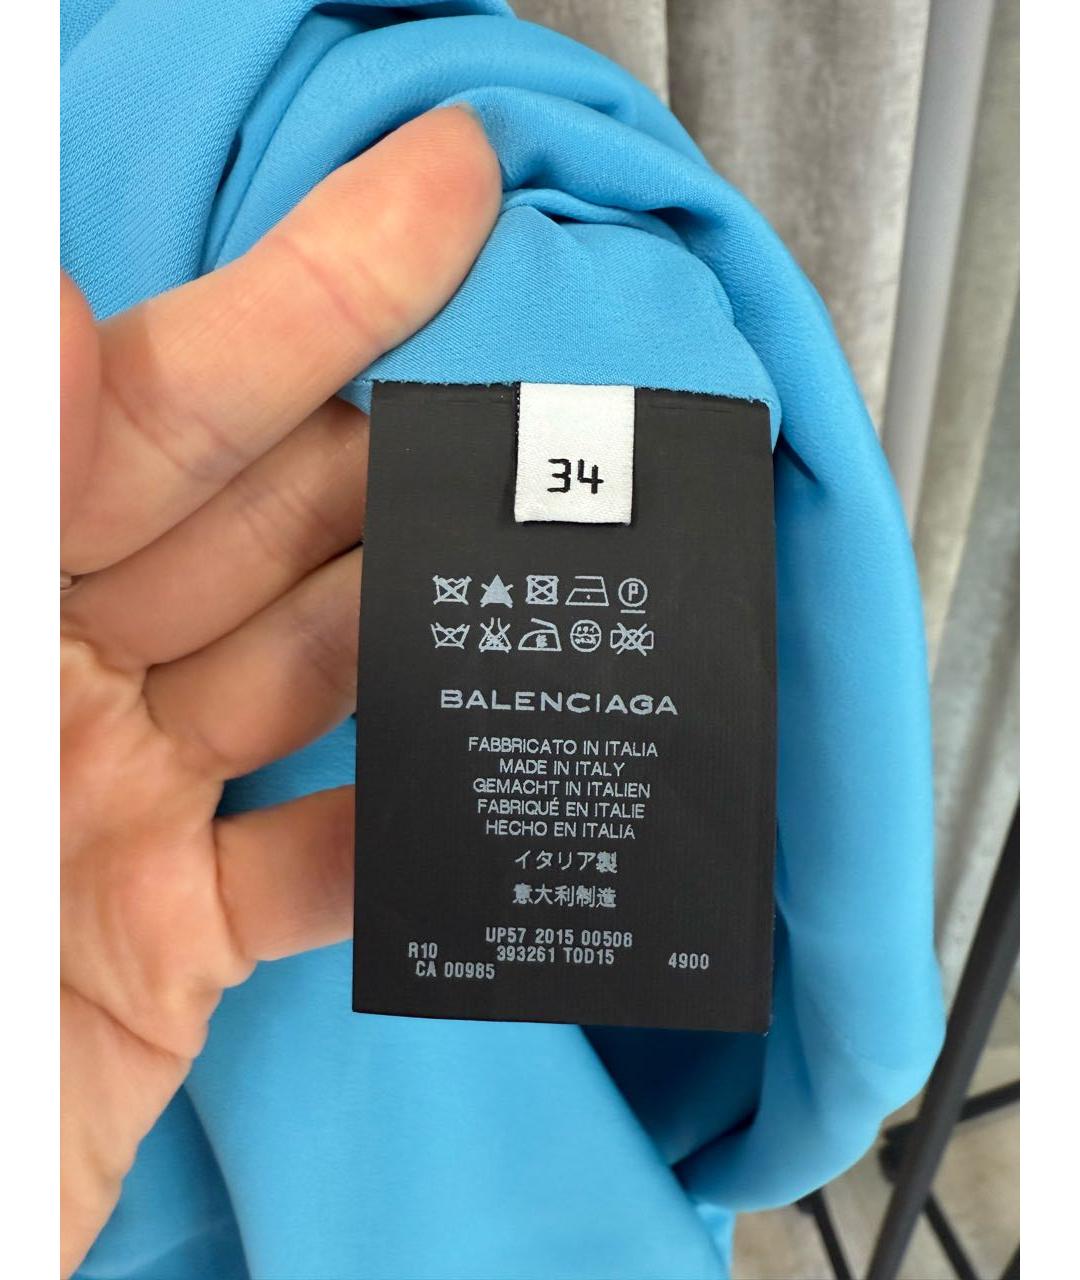 34
BALENCIAGA
FABBRICATO IN ITALIA
MADE IN ITALY
GEMACHT IN ITALIEN
FABRIQUÉ EN ITALIE
HECHO EN ITALIA
イタリア製
意大利制造
UP57 2015 00508
R10 393261 TOD15 4900
CA 00985